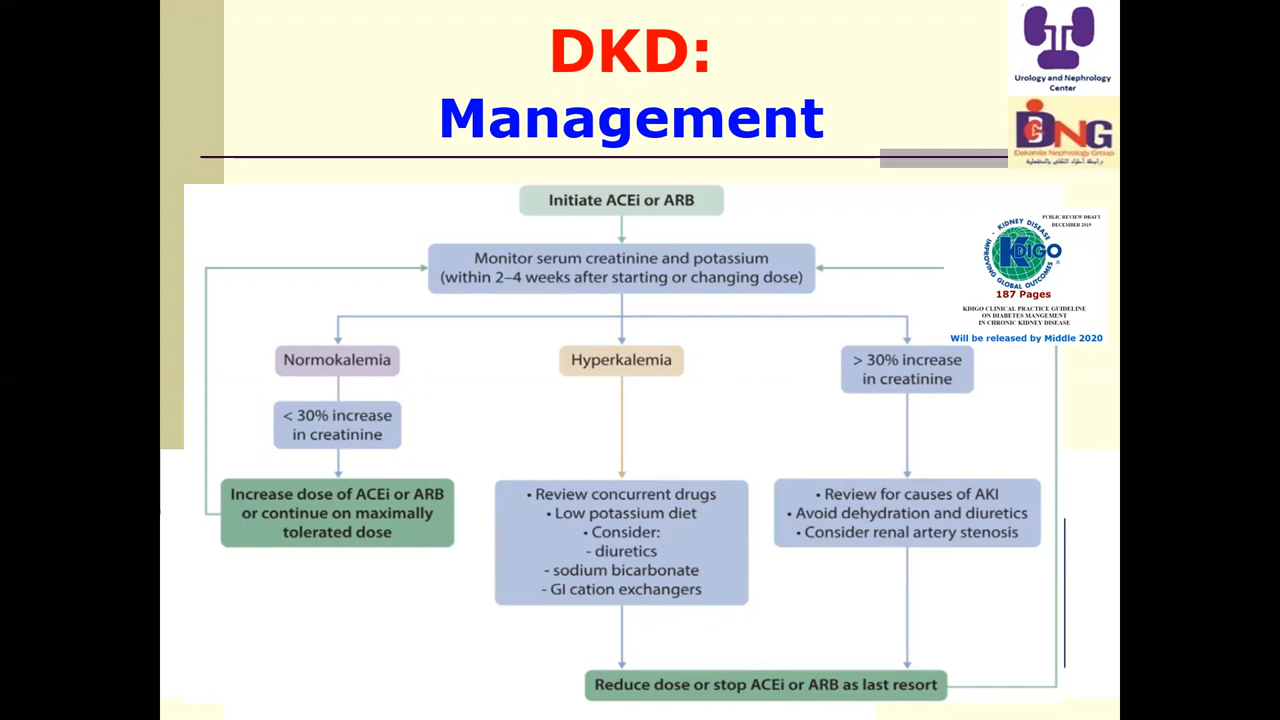 DKD:
Management
Urology and Nephrology
Center
DNG
Dakahlia Nephrology Group
Initiate ACEi or ARB
Monitor serum creatinine and potassium
(within 2–4 weeks after starting or changing dose)
PUBLIC REVIEW DRAFT
DECEMBER 2019
KIDNEY DISEASE
KDIGO
IMPROVING GLOBAL OUTCOMES
187 Pages
KDIGO CLINICAL PRACTICE GUIDELINE
ON DIABETES MANGEMENT
IN CHRONIC KIDNEY DISEASE
Will be released by Middle 2020
Normokalemia
Hyperkalemia
> 30% increase
in creatinine
< 30% increase
in creatinine
Increase dose of ACEi or ARB
or continue on maximally
tolerated dose
• Review concurrent drugs
• Low potassium diet
• Consider:
- diuretics
- sodium bicarbonate
- GI cation exchangers
• Review for causes of AKI
• Avoid dehydration and diuretics
• Consider renal artery stenosis
Reduce dose or stop ACEi or ARB as last resort